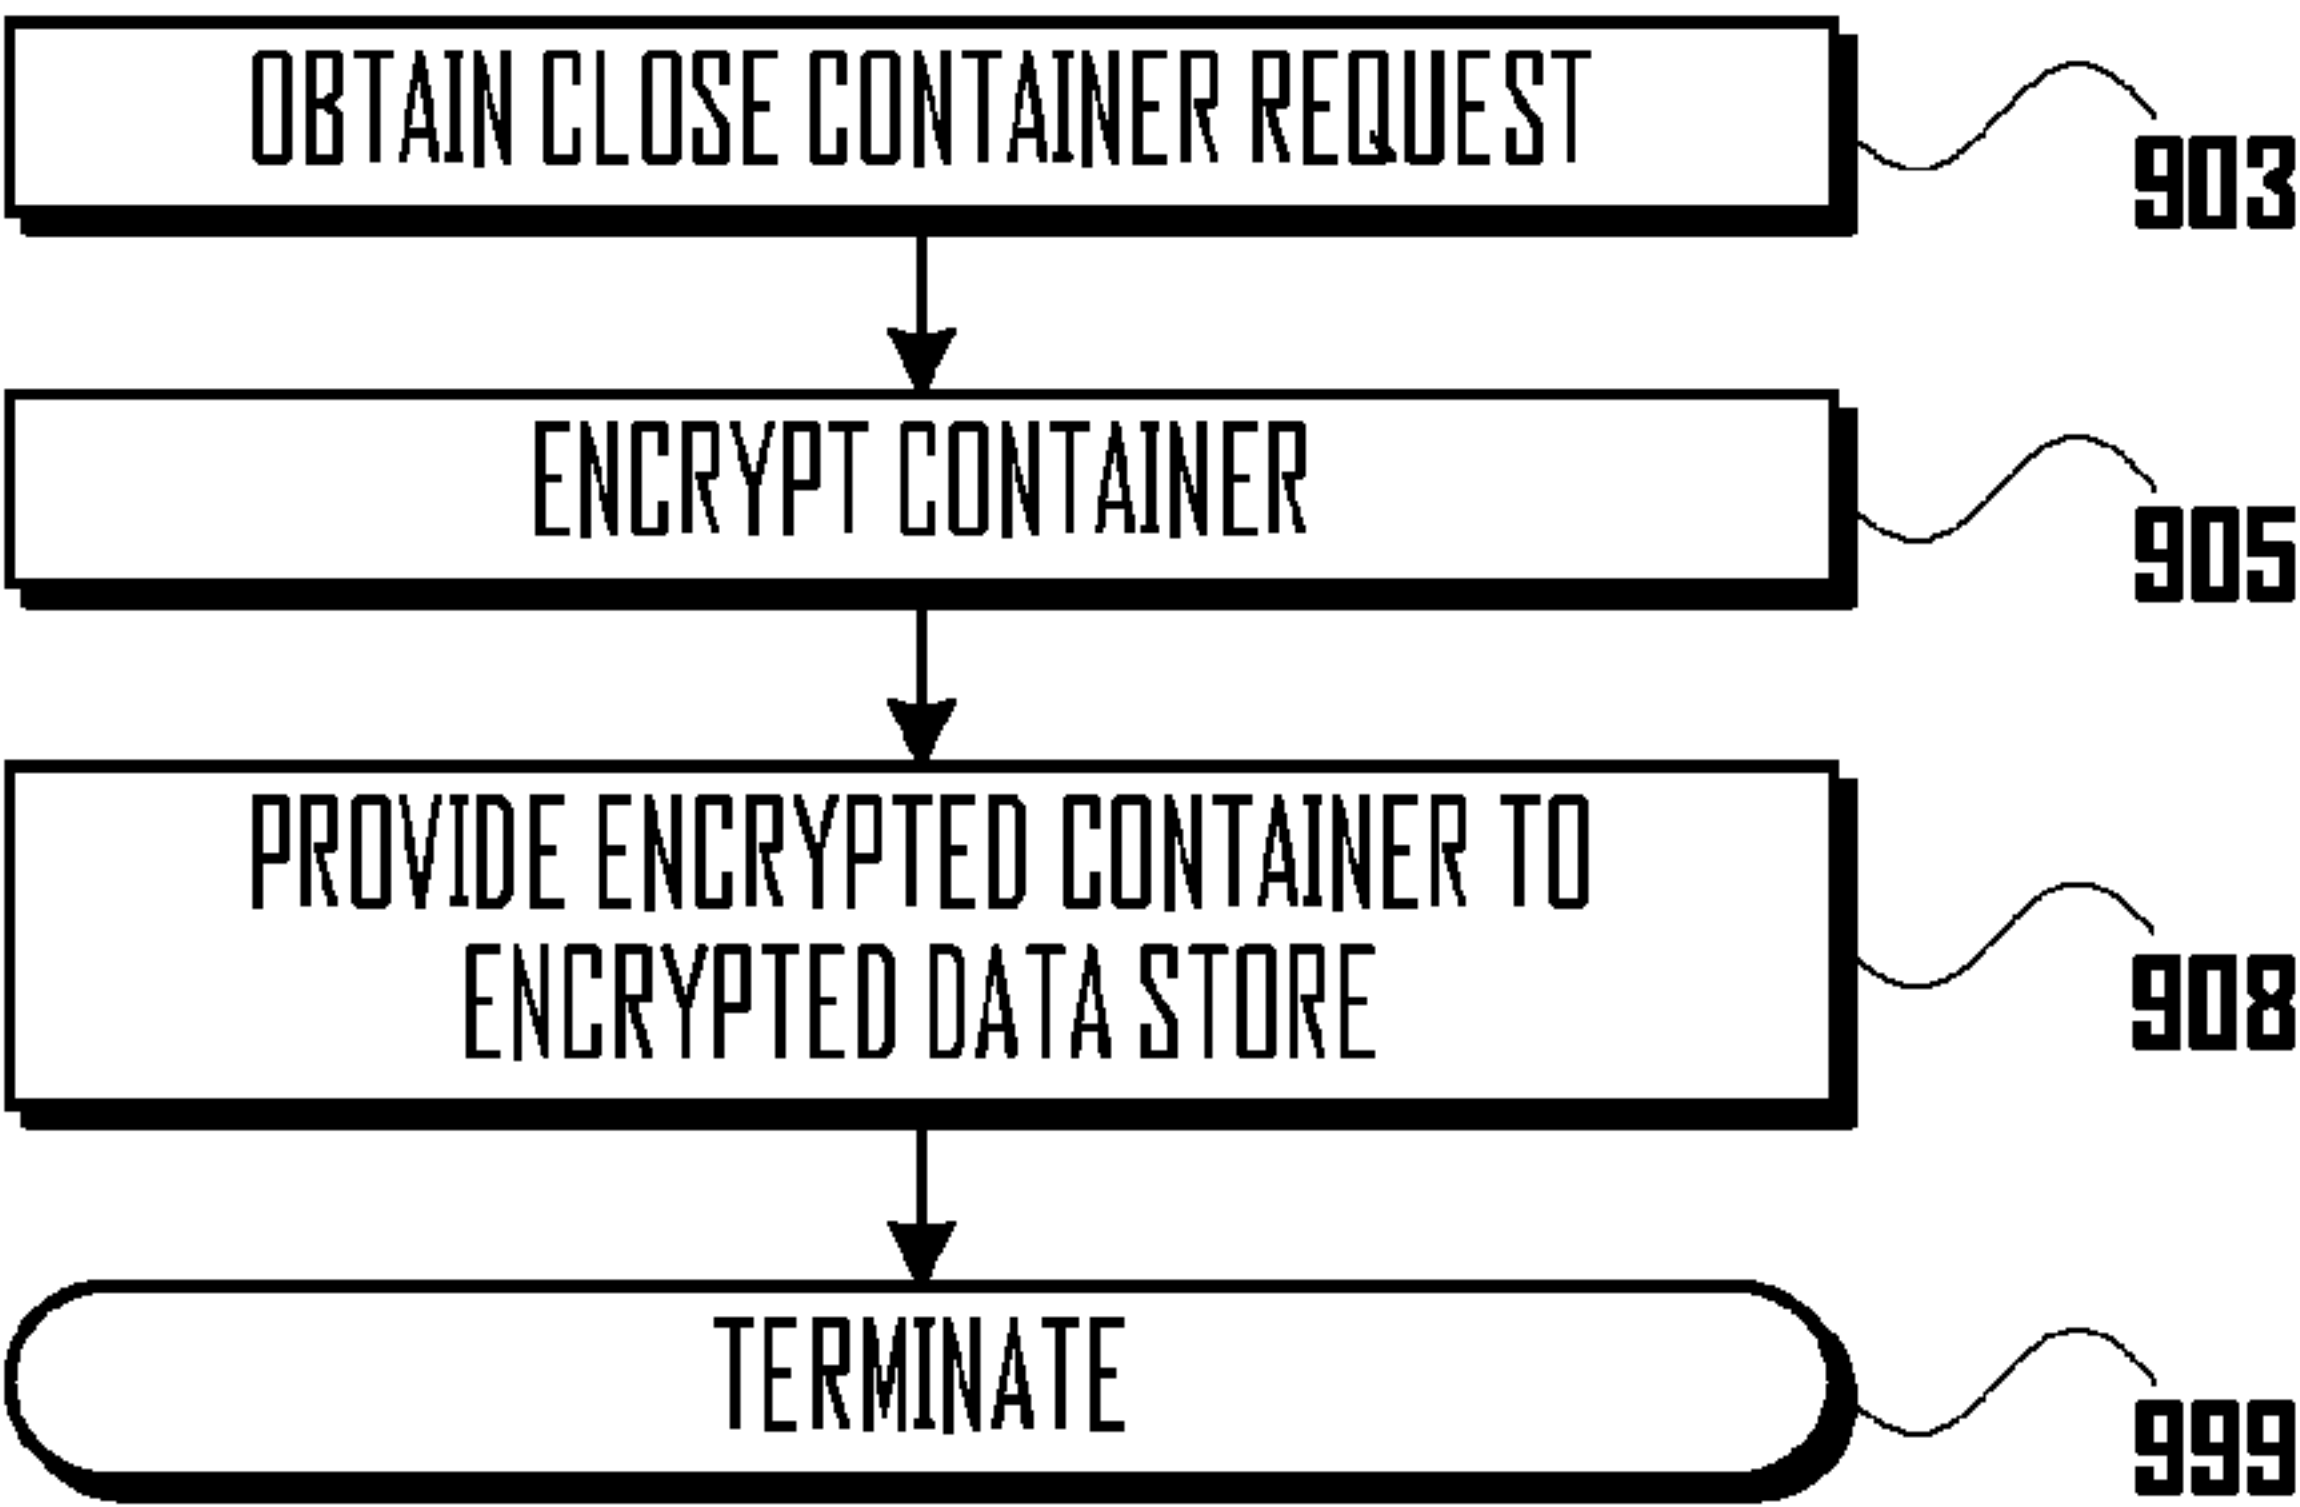 OBTAIN CLOSE CONTAINER REQUEST
903
ENCRYPT CONTAINER
905
PROVIDE ENCRYPTED CONTAINER TO
ENCRYPTED DATA STORE
908
TERMINATE
999